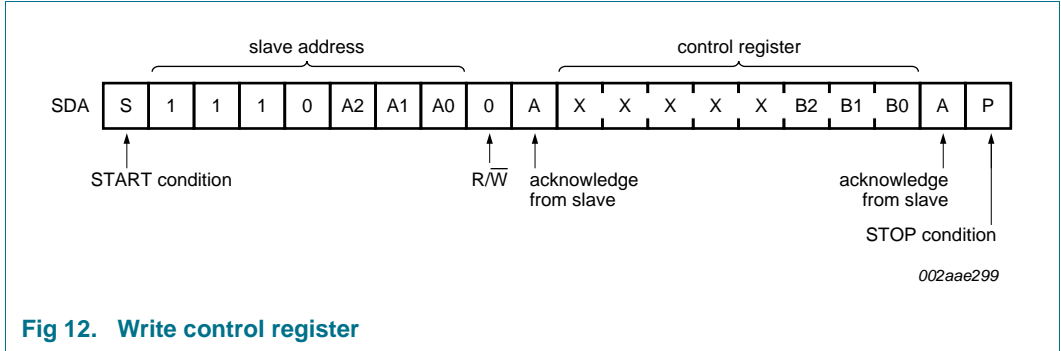 slave address control register
SDA S 1 1 1 0 A2 A1 A0 0 A X X X X X B2 B1 B0 A P
START condition R/W̅ acknowledge from slave acknowledge from slave
STOP condition
002aae299
Fig 12. Write control register